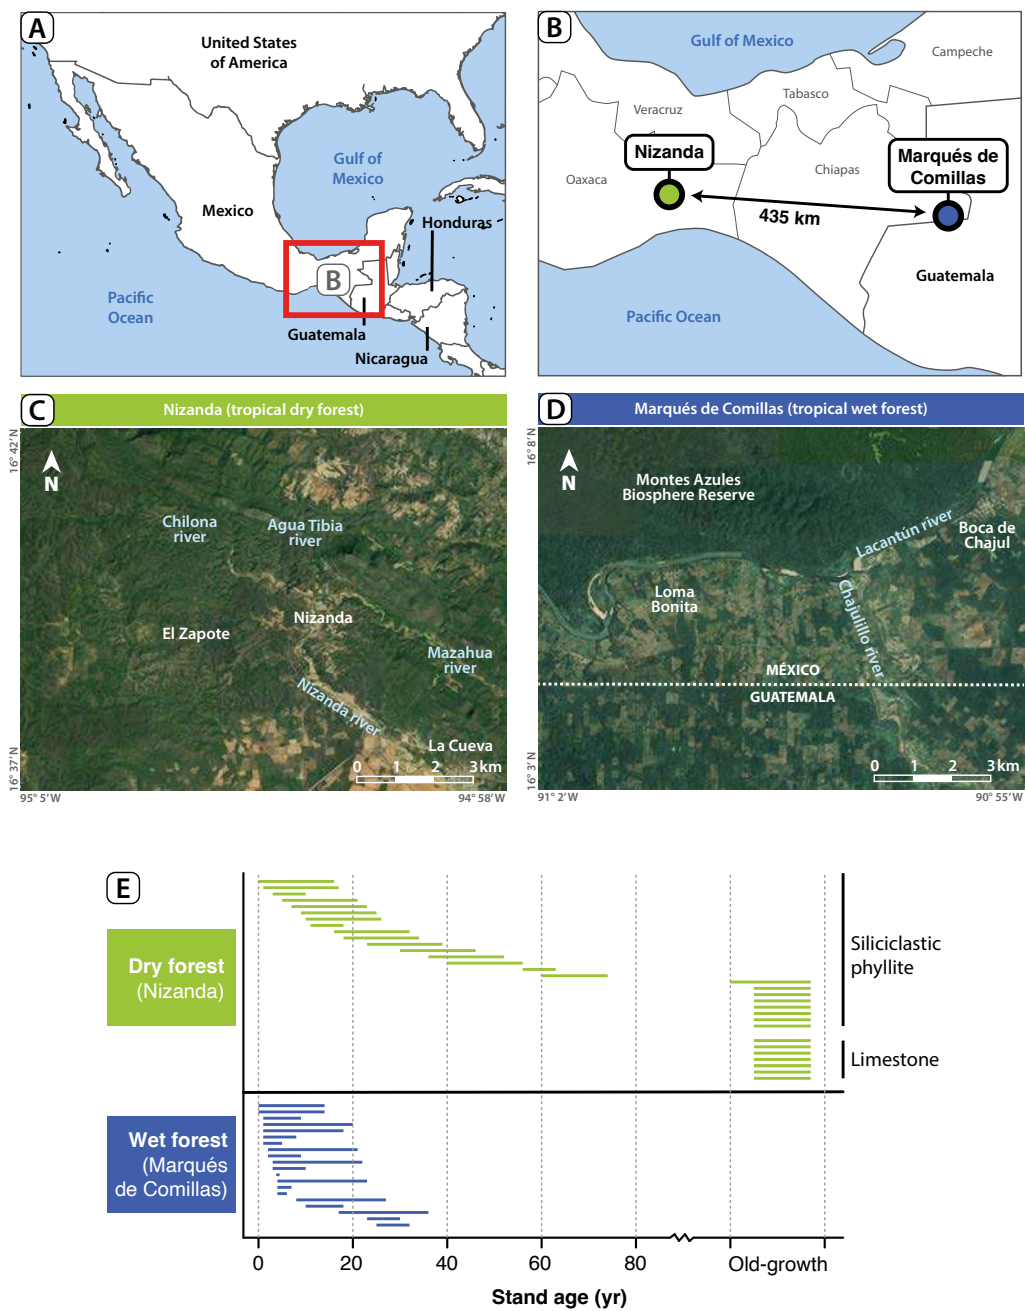 A
United States
of America
Gulf of
Mexico
Mexico
Honduras
B
Pacific
Ocean
Guatemala
Nicaragua
B
Gulf of Mexico
Campeche
Tabasco
Veracruz
Nizanda
Marqués de
Comillas
Chiapas
Oaxaca
435 km
Guatemala
Pacific Ocean
C
Nizanda (tropical dry forest)
16° 42' N
N
Chilona
river
Agua Tibia
river
Nizanda
El Zapote
Mazahua
river
Nizanda river
La Cueva
0 1 2 3km
16° 37' N
95° 5'W
94° 58'W
D
Marqués de Comillas (tropical wet forest)
16° 8' N
N
Montes Azules
Biosphere Reserve
Lacantún river
Boca de
Chajul
Loma
Bonita
Chajulillo river
MÉXICO
GUATEMALA
0 1 2 3km
16° 3' N
91° 2'W
90° 55'W
E
Dry forest
(Nizanda)
Siliciclastic
phyllite
Limestone
Wet forest
(Marqués
de Comillas)
0 20 40 60 80 Old-growth
Stand age (yr)